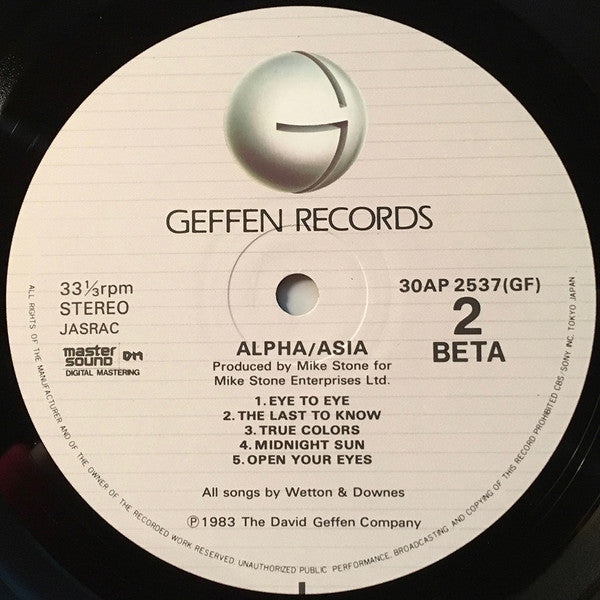 GEFFEN RECORDS
33⅓rpm
STEREO
JASRAC
30AP 2537(GF)
2
BETA
master
sound DM
DIGITAL MASTERING
ALPHA/ASIA
Produced by Mike Stone for
Mike Stone Enterprises Ltd.
1. EYE TO EYE
2. THE LAST TO KNOW
3. TRUE COLORS
4. MIDNIGHT SUN
5. OPEN YOUR EYES
All songs by Wetton & Downes
Ⓟ1983 The David Geffen Company
ALL RIGHTS OF THE MANUFACTURER AND OF THE OWNER OF THE RECORDED WORK RESERVED. UNAUTHORIZED PUBLIC PERFORMANCE, BROADCASTING AND COPYING OF THIS RECORD PROHIBITED CBS/SONY INC. TOKYO JAPAN